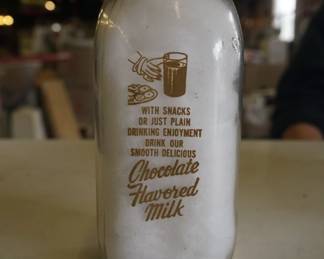 WITH SNACKS
OR JUST PLAIN
DRINKING ENJOYMENT
DRINK OUR
SMOOTH DELICIOUS
Chocolate
Flavored
Milk